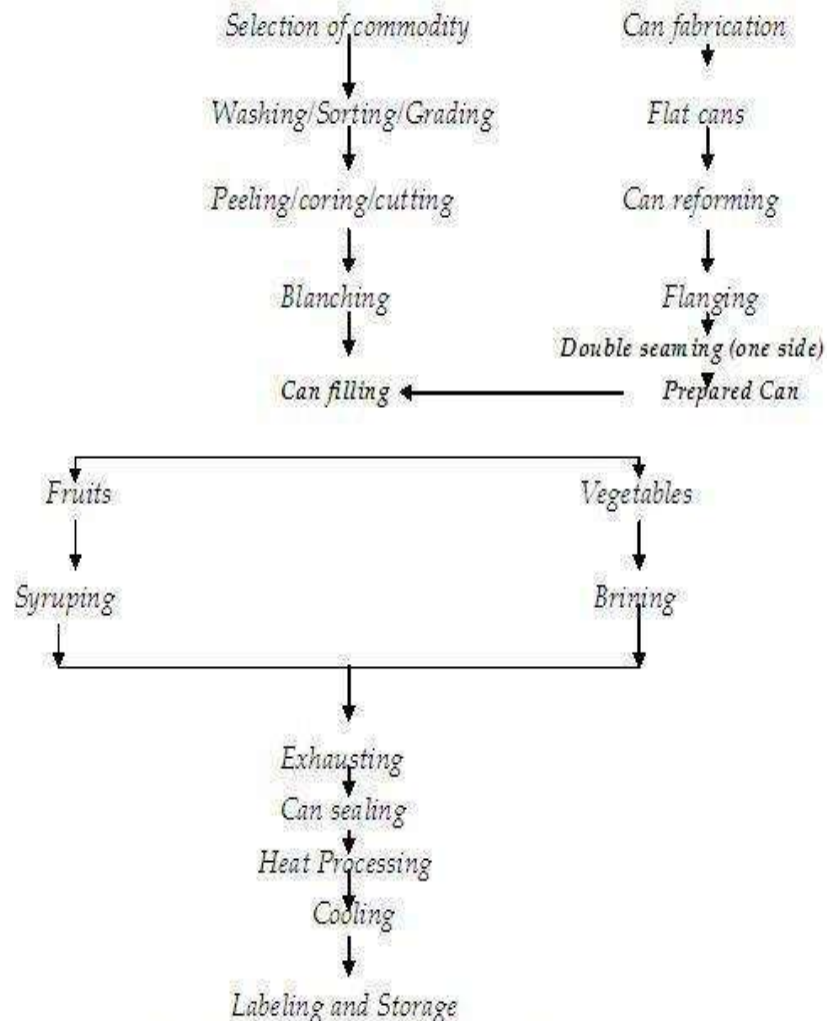 Selection of commodity
Can fabrication
Washing/Sorting/Grading
Flat cans
Peeling/coring/cutting
Can reforming
Blanching
Flanging
Double seaming (one side)
Can filling
Prepared Can
Fruits
Vegetables
Syruping
Brining
Exhausting
Can sealing
Heat Processing
Cooling
Labeling and Storage